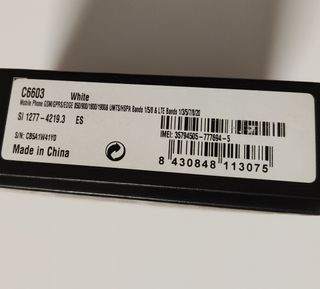 C6603 White
Mobile Phone GSM/GPRS/EDGE 850/900/1800/1900& UMTS/HSPA Bands 1/5/8 & LTE Bands 1/3/5/7/8/20
SI 1277-4219.3 ES
S/N: CB5A1W41Y0
IMEI: 35794505-777694-5
Made in China
8 430848 113075